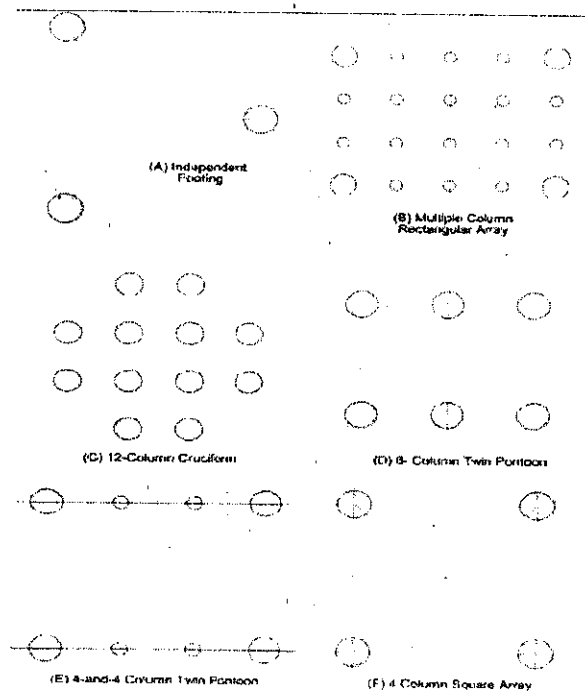 (A) Independent
Footing
(B) Multiple Column
Rectangular Array
(C) 12-Column Cruciform
(D) 6- Column Twin Pontoon
(E) 4-and-4 Column Twin Pontoon
(F) 4 Column Square Array